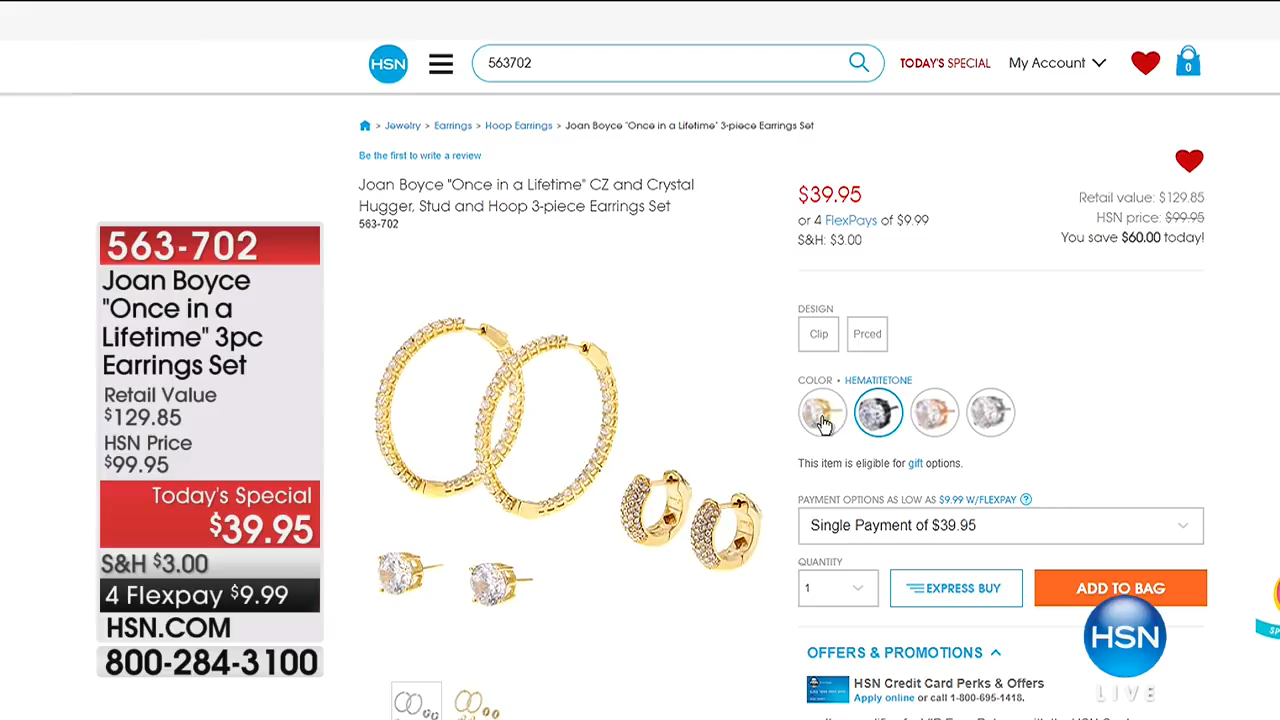 HSN
563702
TODAY'S SPECIAL
My Account
0
> Jewelry > Earrings > Hoop Earrings > Joan Boyce "Once in a Lifetime" 3-piece Earrings Set
Be the first to write a review
Joan Boyce "Once in a Lifetime" CZ and Crystal
Hugger, Stud and Hoop 3-piece Earrings Set
563-702
$39.95
or 4 FlexPays of $9.99
S&H: $3.00
Retail value: $129.85
HSN price: $99.95
You save $60.00 today!
DESIGN
Clip
Prced
COLOR • HEMATITETONE
This item is eligible for gift options.
PAYMENT OPTIONS AS LOW AS $9.99 W/FLEXPAY ?
Single Payment of $39.95
QUANTITY
1
EXPRESS BUY
ADD TO BAG
OFFERS & PROMOTIONS
HSN Credit Card Perks & Offers
Apply online or call 1-800-695-1418.
563-702
Joan Boyce
"Once in a
Lifetime" 3pc
Earrings Set
Retail Value
$129.85
HSN Price
$99.95
Today's Special
$39.95
S&H $3.00
4 Flexpay $9.99
HSN.COM
800-284-3100
HSN
LIVE